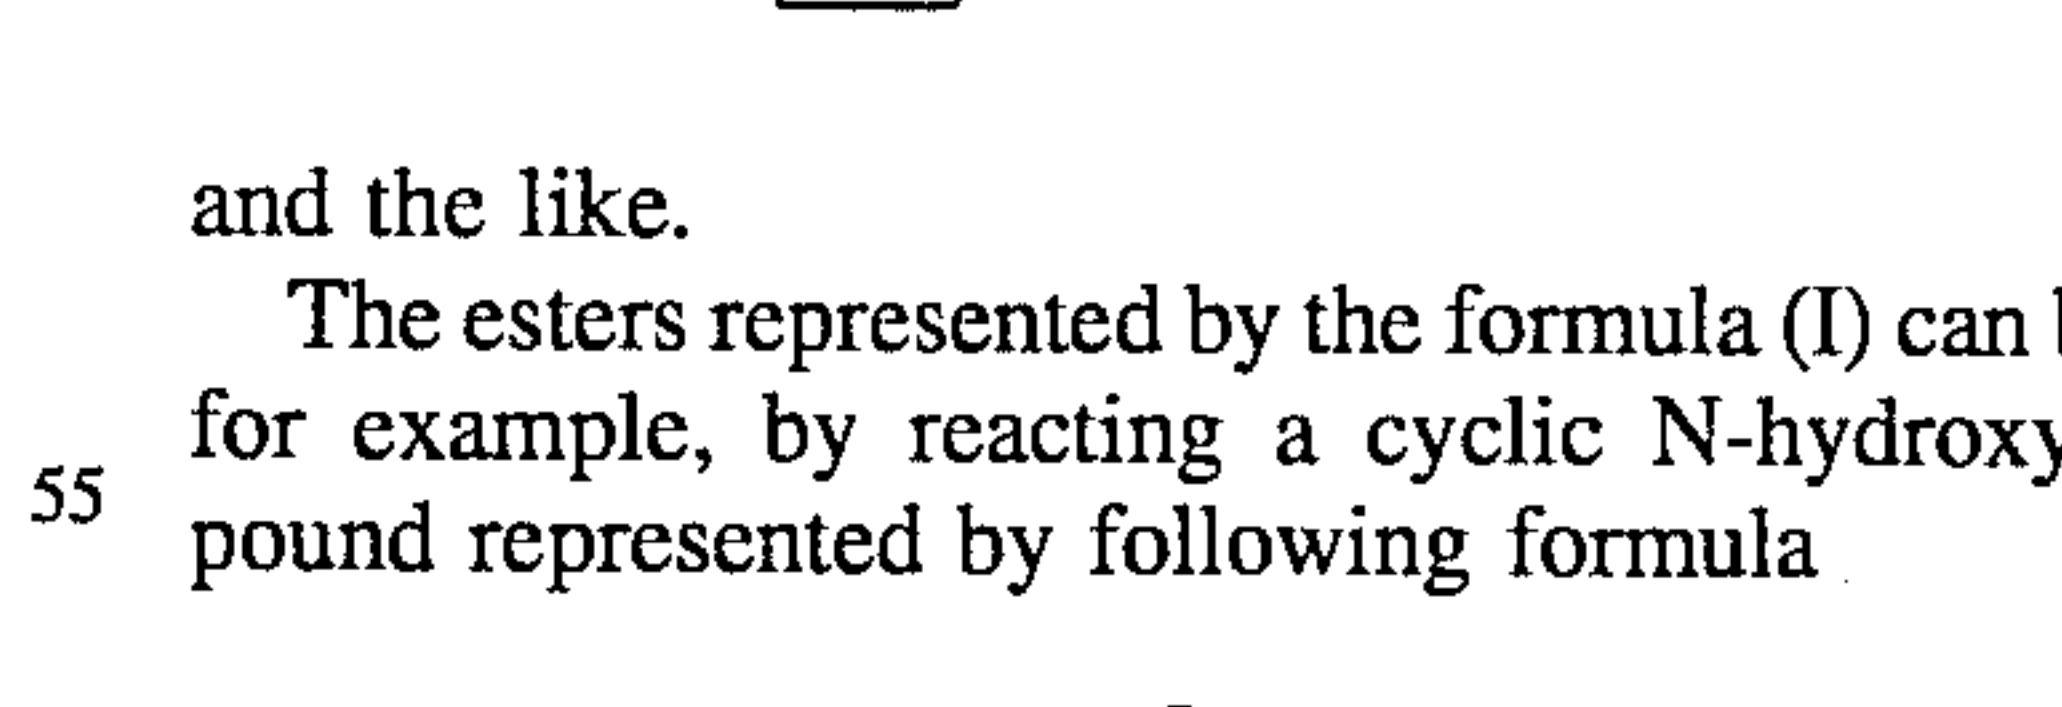 and the like.
The esters represented by the formula (I) can
for example, by reacting a cyclic N-hydroxy
55
pound represented by following formula